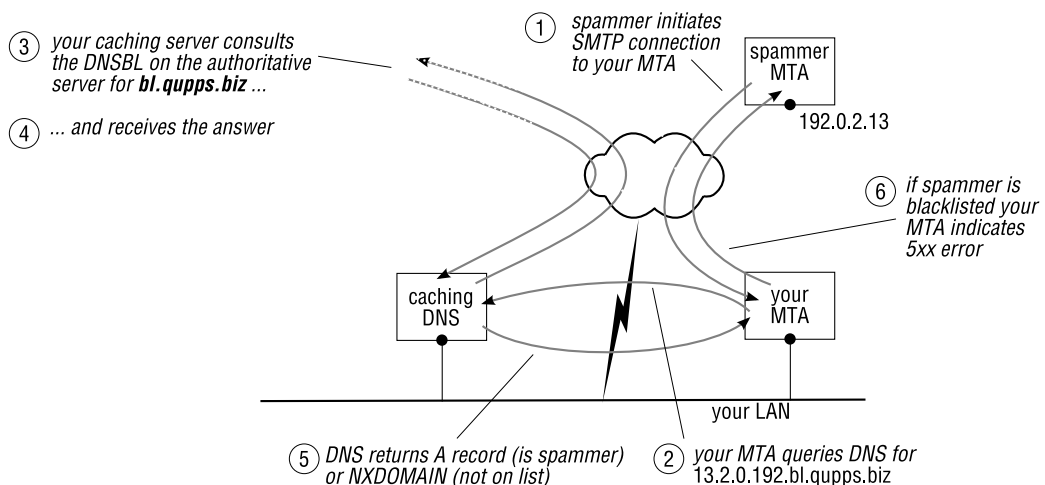 1
spammer initiates
SMTP connection
to your MTA
spammer
MTA
192.0.2.13
3
your caching server consults
the DNSBL on the authoritative
server for bl.qupps.biz ...
4
... and receives the answer
6
if spammer is
blacklisted your
MTA indicates
5xx error
caching
DNS
your
MTA
your LAN
5
DNS returns A record (is spammer)
or NXDOMAIN (not on list)
2
your MTA queries DNS for
13.2.0.192.bl.qupps.biz